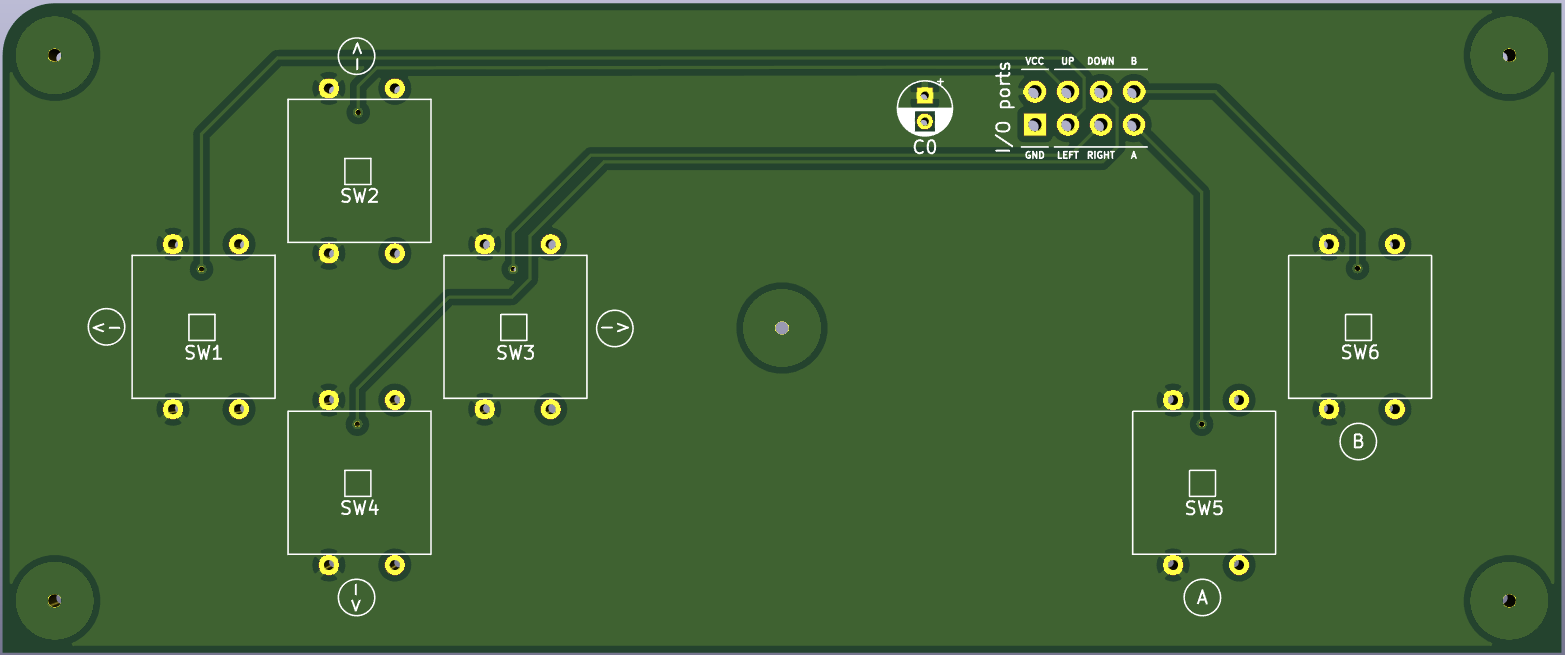 ^
|
VCC UP DOWN B
I/O ports
GND LEFT RIGHT A
+
C0
SW2
<-
SW1
SW3
->
SW6
B
SW4
SW5
|
v
A